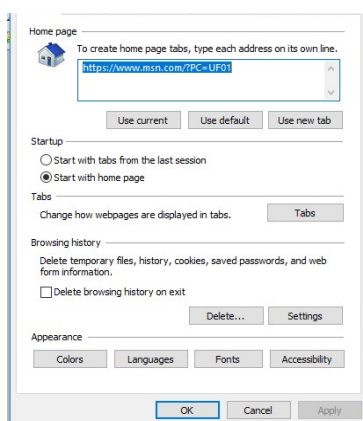 Home page
To create home page tabs, type each address on its own line.
https://www.msn.com/?PC=UF01
Use current
Use default
Use new tab
Startup
Start with tabs from the last session
Start with home page
Tabs
Change how webpages are displayed in tabs.
Tabs
Browsing history
Delete temporary files, history, cookies, saved passwords, and web
form information.
Delete browsing history on exit
Delete...
Settings
Appearance
Colors
Languages
Fonts
Accessibility
OK
Cancel
Apply